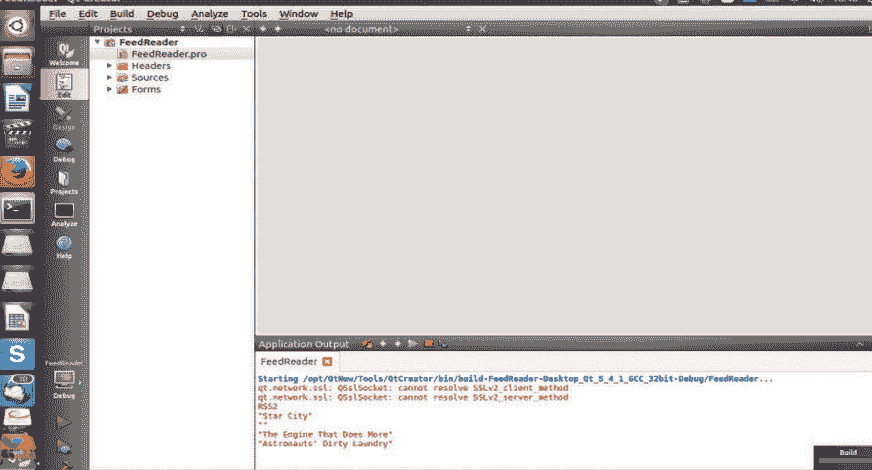 File Edit Build Debug Analyze Tools Window Help
Projects
<no document>
Welcome
Edit
Design
Debug
Projects
Analyze
Help
FeedReader
Debug
FeedReader
FeedReader.pro
Headers
Sources
Forms
Application Output
FeedReader
Starting /opt/QtNew/Tools/QtCreator/bin/build-FeedReader-Desktop_Qt_5_4_1_GCC_32bit-Debug/FeedReader...
qt.network.ssl: QSslSocket: cannot resolve SSLv2_client_method
qt.network.ssl: QSslSocket: cannot resolve SSLv2_server_method
RSS2
"Star City"
""
"The Engine That Does More"
"Astronauts' Dirty Laundry"
Build